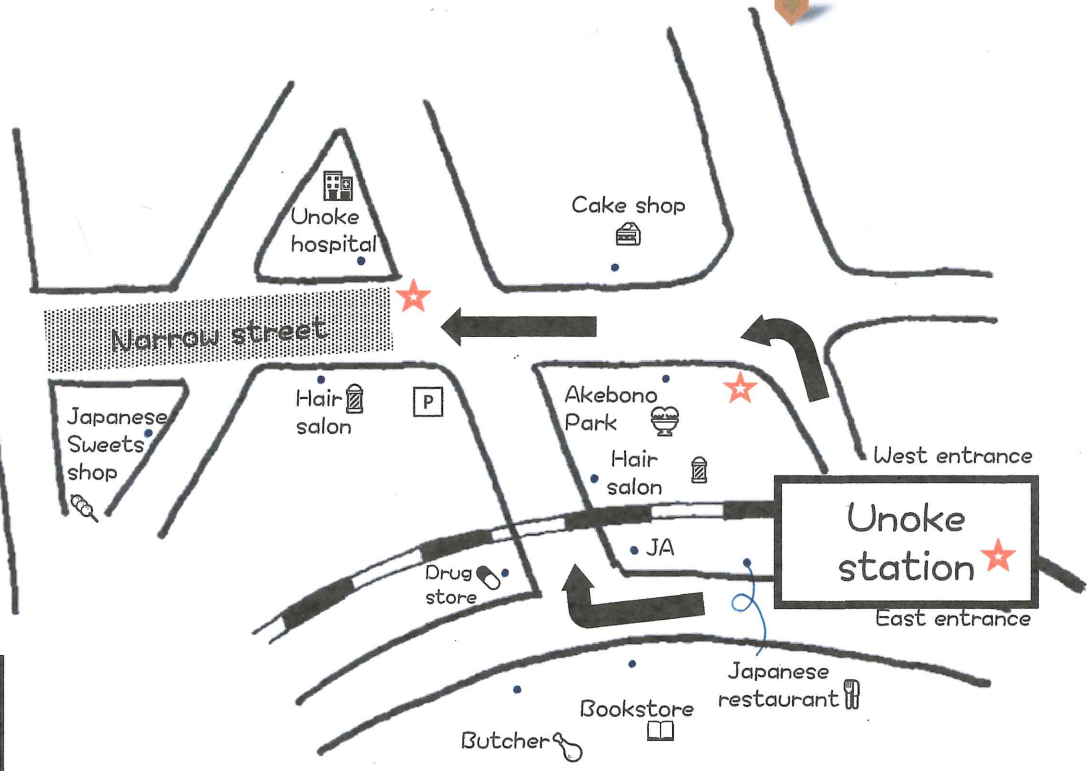 Unoke
hospital
Cake shop
Narrow street
Hair
salon
P
Akebono
Park
Japanese
Sweets
shop
Hair
salon
West entrance
Unoke
station
JA
Drug
store
East entrance
Japanese
restaurant
Bookstore
Butcher